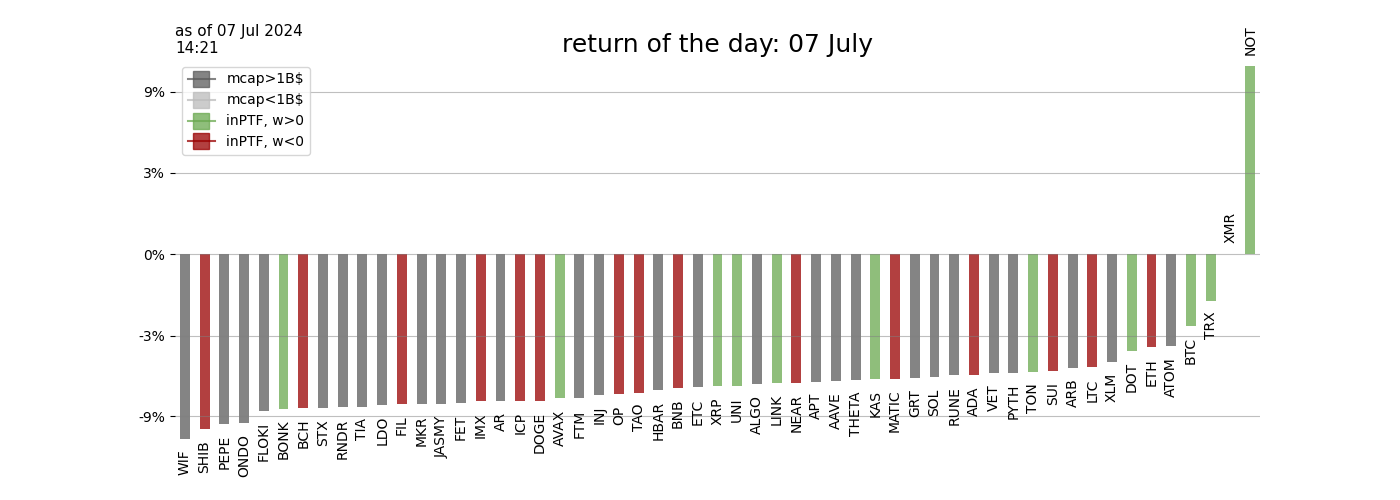 as of 07 Jul 2024
14:21
return of the day: 07 July
mcap>1B$
mcap<1B$
inPTF, w>0
inPTF, w<0
9%
3%
0%
-3%
-9%
WIF
SHIB
PEPE
ONDO
FLOKI
BONK
BCH
STX
RNDR
TIA
LDO
FIL
MKR
JASMY
FET
IMX
AR
ICP
DOGE
AVAX
FTM
INJ
OP
TAO
HBAR
BNB
ETC
XRP
UNI
ALGO
LINK
NEAR
APT
AAVE
THETA
KAS
MATIC
GRT
SOL
RUNE
ADA
VET
PYTH
TON
SUI
ARB
LTC
XLM
DOT
ETH
ATOM
BTC
TRX
XMR
NOT